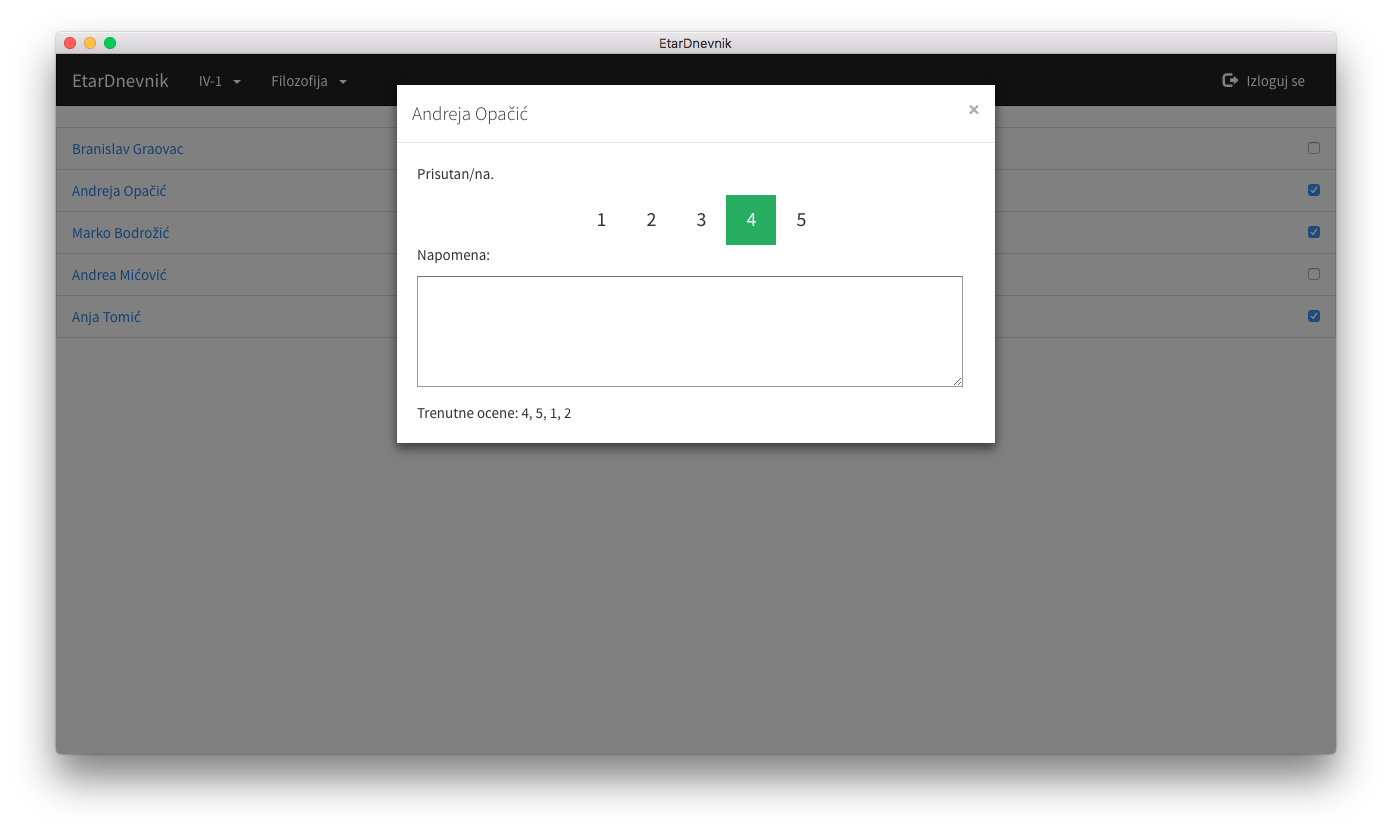 EtarDnevnik
EtarDnevnik IV-1 Filozofija Izloguj se
Andreja Opačić ×
Branislav Graovac
Andreja Opačić
Marko Bodrožić
Andrea Mićović
Anja Tomić
Prisutan/na.
1 2 3 4 5
Napomena:
Trenutne ocene: 4, 5, 1, 2